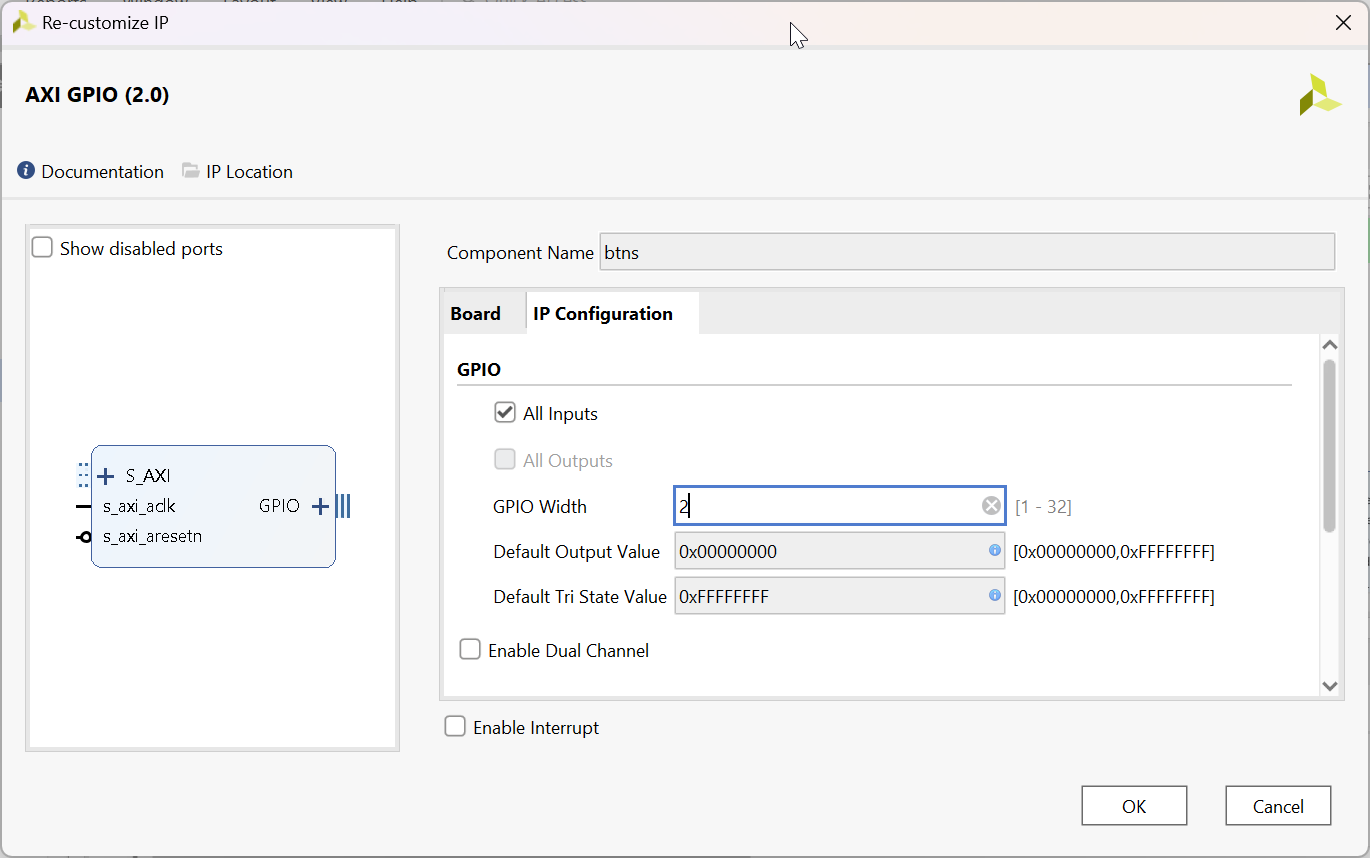 Re-customize IP
AXI GPIO (2.0)
Documentation IP Location
Show disabled ports
S_AXI
s_axi_aclk
s_axi_aresetn
GPIO
Component Name btns
Board IP Configuration
GPIO
All Inputs
All Outputs
GPIO Width 2 [1 - 32]
Default Output Value 0x00000000 [0x00000000,0xFFFFFFFF]
Default Tri State Value 0xFFFFFFFF [0x00000000,0xFFFFFFFF]
Enable Dual Channel
Enable Interrupt
OK Cancel